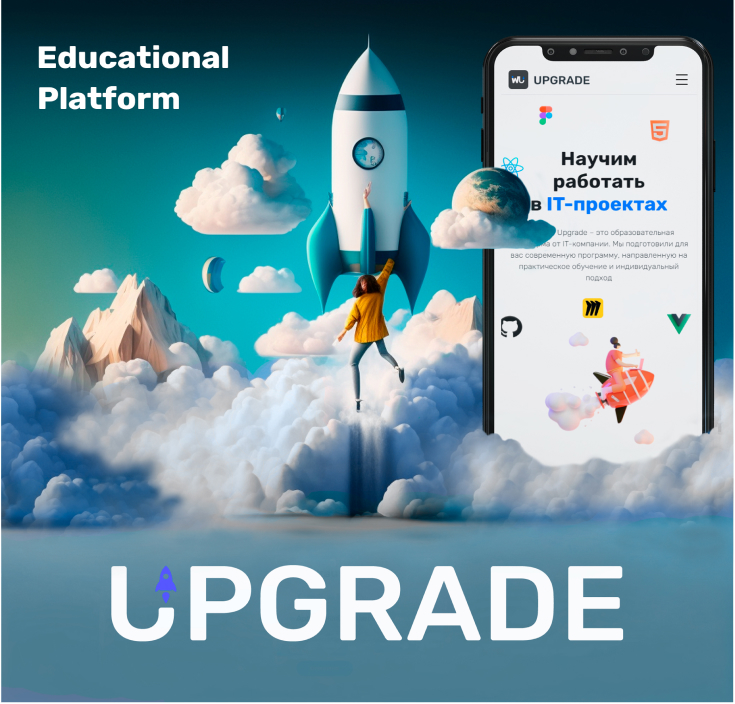 Educational
Platform
UPGRADE
Научим
работать
в IT-проектах
Upgrade – это образовательная
от IT-компании. Мы подготовили для
вас современную программу, направленную на
практическое обучение и индивидуальный
подход
UPGRADE